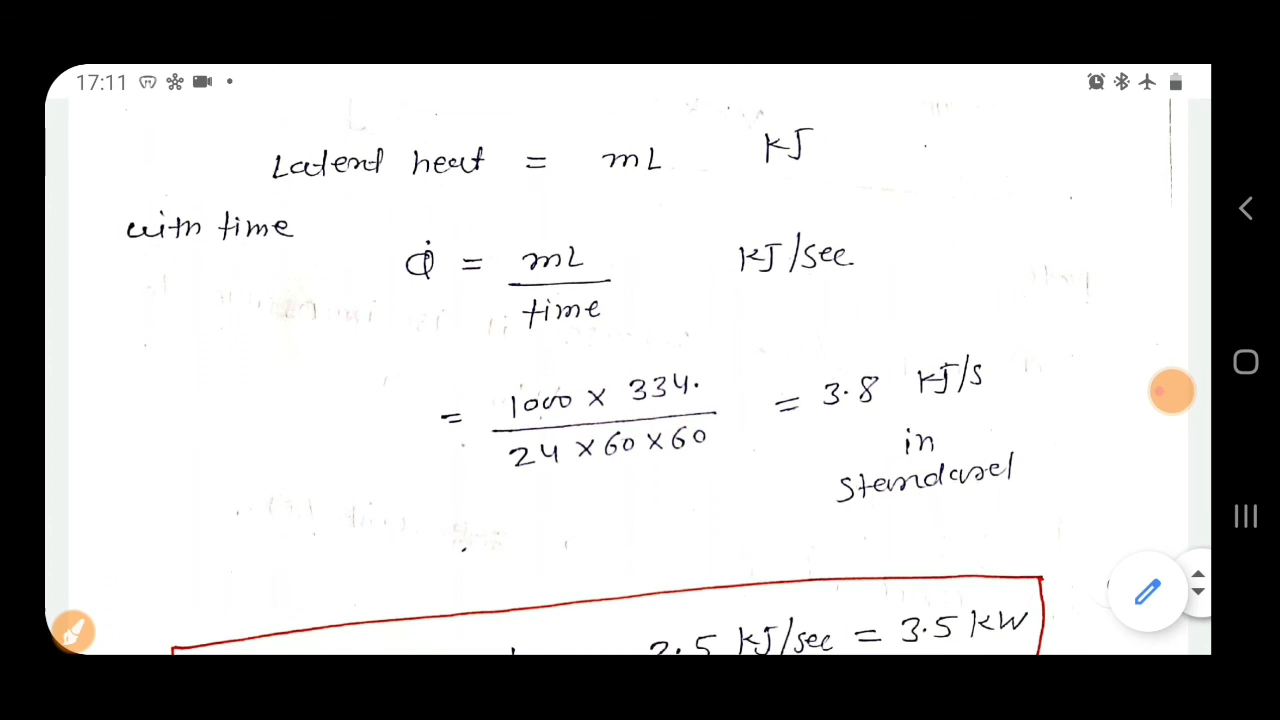 17:11
Latent heat = mL KJ
with time
Q̇ = mL / time KJ/sec
= 1000 × 334. / 24 × 60 × 60 = 3.8 KJ/s
in
standard
3.5 KJ/sec = 3.5 KW